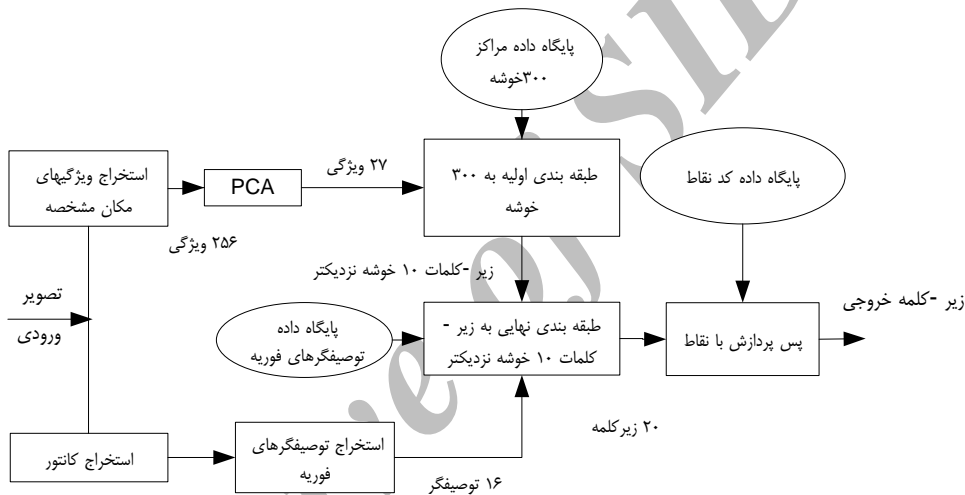 پایگاه داده مراکز
۳۰۰خوشه
استخراج ویژگیهای
مکان مشخصه
PCA
۲۷ ویژگی
طبقه بندی اولیه به ۳۰۰
خوشه
پایگاه داده کد نقاط
۲۵۶ ویژگی
زیر -کلمات ۱۰ خوشه نزدیکتر
تصویر
ورودی
پایگاه داده
توصیفگرهای فوریه
طبقه بندی نهایی به زیر -
کلمات ۱۰ خوشه نزدیکتر
پس پردازش با نقاط
زیر -کلمه خروجی
۲۰ زیرکلمه
استخراج کانتور
استخراج توصیفگرهای
فوریه
۱۶ توصیفگر